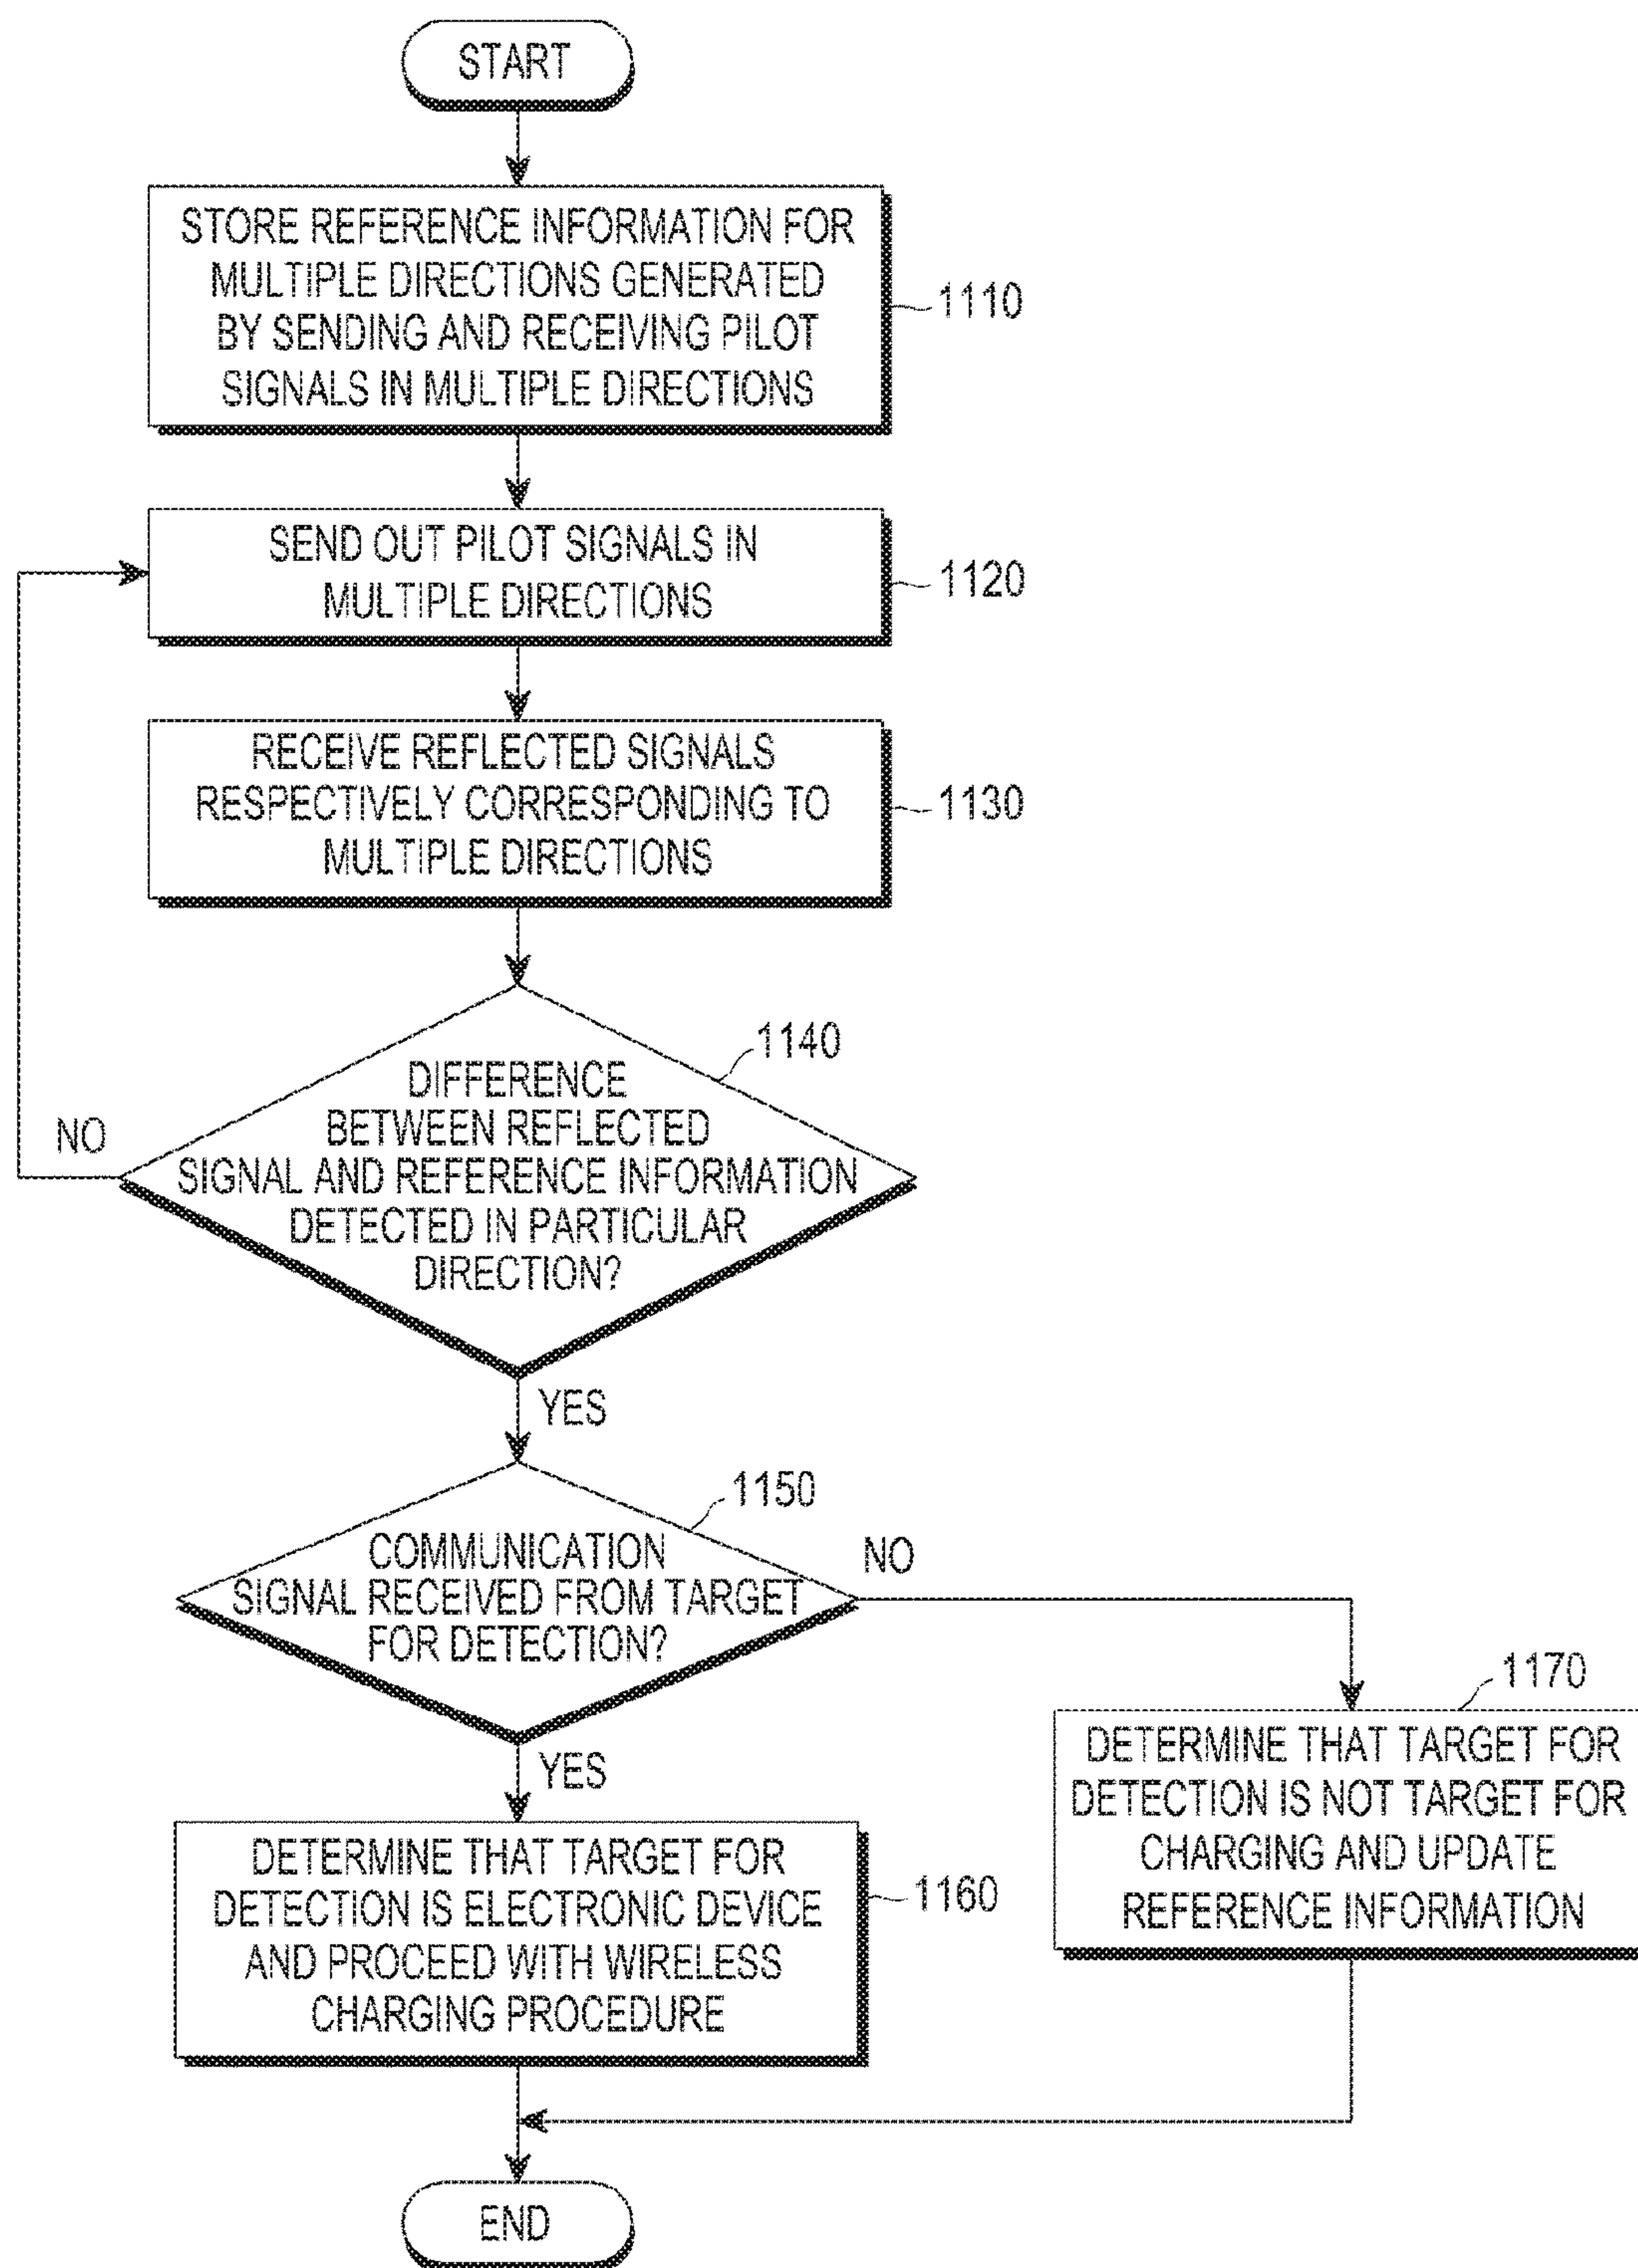 START
STORE REFERENCE INFORMATION FOR
MULTIPLE DIRECTIONS GENERATED
BY SENDING AND RECEIVING PILOT
SIGNALS IN MULTIPLE DIRECTIONS
1110
SEND OUT PILOT SIGNALS IN
MULTIPLE DIRECTIONS
1120
RECEIVE REFLECTED SIGNALS
RESPECTIVELY CORRESPONDING TO
MULTIPLE DIRECTIONS
1130
1140
DIFFERENCE
BETWEEN REFLECTED
SIGNAL AND REFERENCE INFORMATION
DETECTED IN PARTICULAR
DIRECTION?
NO
YES
1150
COMMUNICATION
SIGNAL RECEIVED FROM TARGET
FOR DETECTION?
NO
YES
1170
DETERMINE THAT TARGET FOR
DETECTION IS NOT TARGET FOR
CHARGING AND UPDATE
REFERENCE INFORMATION
DETERMINE THAT TARGET FOR
DETECTION IS ELECTRONIC DEVICE
AND PROCEED WITH WIRELESS
CHARGING PROCEDURE
1160
END